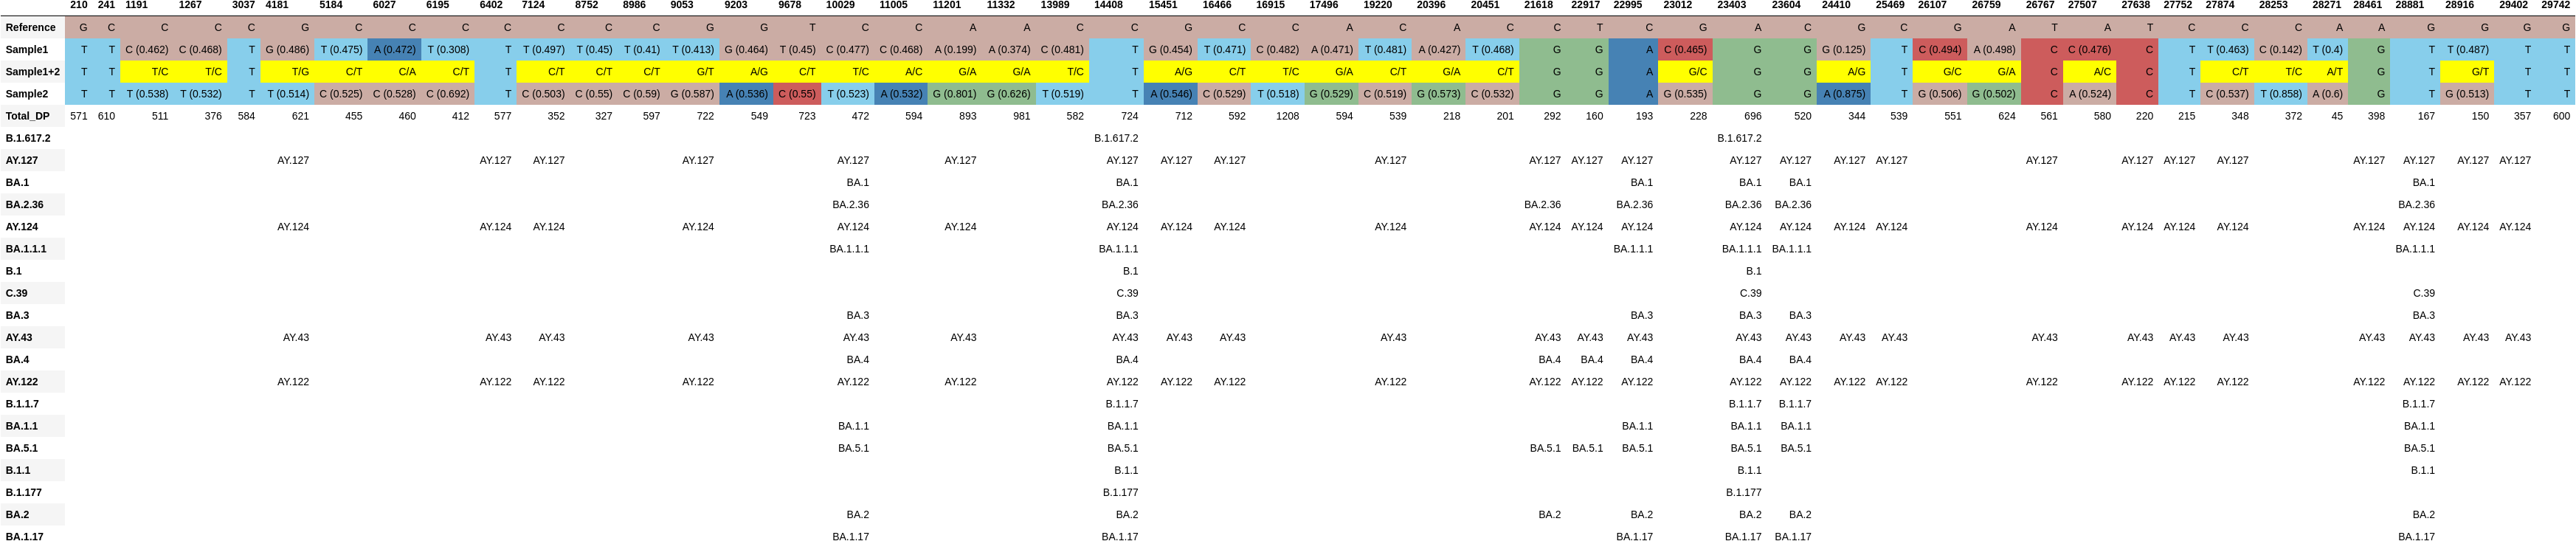 210 241 1191 1267 3037 4181 5184 6027 6195 6402 7124 8752 8986 9053 9203 9678 10029 11005 11201 11332 13989 14408 15451 16466 16915 17496 19220 20396 20451 21618 22917 22995 23012 23403 23604 24410 25469 26107 26759 26767 27507 27638 27752 27874 28253 28271 28461 28881 28916 29402 29742
Reference G C C C C G C C C C C C C G G T C C A A C C G C C A C A C C T C G A C G C G A T A T C C C A A G G G G
Sample1 T T C (0.462) C (0.468) T G (0.486) T (0.475) A (0.472) T (0.308) T T (0.497) T (0.45) T (0.41) T (0.413) G (0.464) T (0.45) C (0.477) C (0.468) A (0.199) A (0.374) C (0.481) T G (0.454) T (0.471) C (0.482) A (0.471) T (0.481) A (0.427) T (0.468) G G A C (0.465) G G G (0.125) T C (0.494) A (0.498) C C (0.476) C T T (0.463) C (0.142) T (0.4) G T T (0.487) T T
Sample1+2 T T T/C T/C T T/G C/T C/A C/T T C/T C/T C/T G/T A/G C/T T/C A/C G/A G/A T/C T A/G C/T T/C G/A C/T G/A C/T G G A G/C G G A/G T G/C G/A C A/C C T C/T T/C A/T G T G/T T T
Sample2 T T T (0.538) T (0.532) T T (0.514) C (0.525) C (0.528) C (0.692) T C (0.503) C (0.55) C (0.59) G (0.587) A (0.536) C (0.55) T (0.523) A (0.532) G (0.801) G (0.626) T (0.519) T A (0.546) C (0.529) T (0.518) G (0.529) C (0.519) G (0.573) C (0.532) G G A G (0.535) G G A (0.875) T G (0.506) G (0.502) C A (0.524) C T C (0.537) T (0.858) A (0.6) G T G (0.513) T T
Total_DP 571 610 511 376 584 621 455 460 412 577 352 327 597 722 549 723 472 594 893 981 582 724 712 592 1208 594 539 218 201 292 160 193 228 696 520 344 539 551 624 561 580 220 215 348 372 45 398 167 150 357 600
B.1.617.2 B.1.617.2 B.1.617.2
AY.127 AY.127 AY.127 AY.127 AY.127 AY.127 AY.127 AY.127 AY.127 AY.127 AY.127 AY.127 AY.127 AY.127 AY.127 AY.127 AY.127 AY.127 AY.127 AY.127 AY.127 AY.127 AY.127 AY.127 AY.127 AY.127
BA.1 BA.1 BA.1 BA.1 BA.1 BA.1 BA.1
BA.2.36 BA.2.36 BA.2.36 BA.2.36 BA.2.36 BA.2.36 BA.2.36 BA.2.36
AY.124 AY.124 AY.124 AY.124 AY.124 AY.124 AY.124 AY.124 AY.124 AY.124 AY.124 AY.124 AY.124 AY.124 AY.124 AY.124 AY.124 AY.124 AY.124 AY.124 AY.124 AY.124 AY.124 AY.124 AY.124 AY.124
BA.1.1.1 BA.1.1.1 BA.1.1.1 BA.1.1.1 BA.1.1.1 BA.1.1.1 BA.1.1.1
B.1 B.1 B.1
C.39 C.39 C.39 C.39
BA.3 BA.3 BA.3 BA.3 BA.3 BA.3 BA.3
AY.43 AY.43 AY.43 AY.43 AY.43 AY.43 AY.43 AY.43 AY.43 AY.43 AY.43 AY.43 AY.43 AY.43 AY.43 AY.43 AY.43 AY.43 AY.43 AY.43 AY.43 AY.43 AY.43 AY.43 AY.43 AY.43
BA.4 BA.4 BA.4 BA.4 BA.4 BA.4 BA.4 BA.4
AY.122 AY.122 AY.122 AY.122 AY.122 AY.122 AY.122 AY.122 AY.122 AY.122 AY.122 AY.122 AY.122 AY.122 AY.122 AY.122 AY.122 AY.122 AY.122 AY.122 AY.122 AY.122 AY.122 AY.122 AY.122 AY.122
B.1.1.7 B.1.1.7 B.1.1.7 B.1.1.7 B.1.1.7
BA.1.1 BA.1.1 BA.1.1 BA.1.1 BA.1.1 BA.1.1 BA.1.1
BA.5.1 BA.5.1 BA.5.1 BA.5.1 BA.5.1 BA.5.1 BA.5.1 BA.5.1 BA.5.1
B.1.1 B.1.1 B.1.1 B.1.1
B.1.177 B.1.177 B.1.177
BA.2 BA.2 BA.2 BA.2 BA.2 BA.2 BA.2 BA.2
BA.1.17 BA.1.17 BA.1.17 BA.1.17 BA.1.17 BA.1.17 BA.1.17